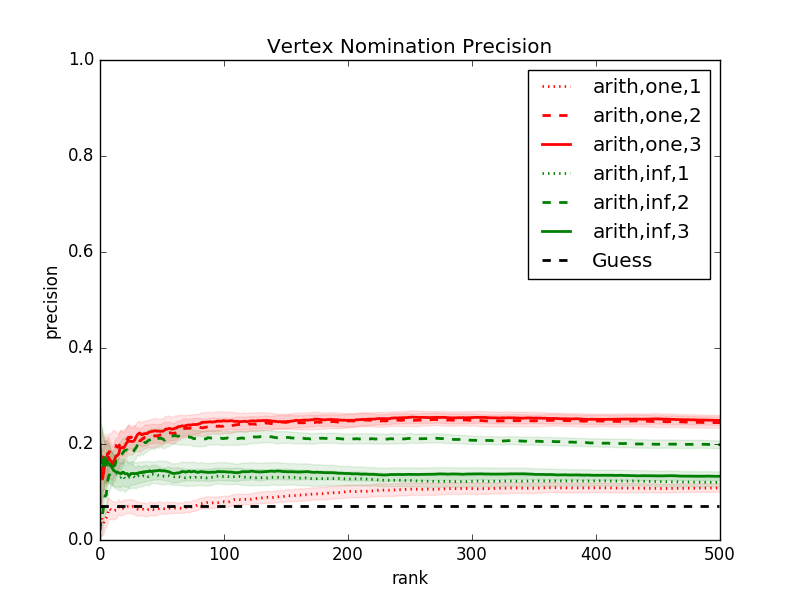 Vertex Nomination Precision
1.0
0.8
0.6
0.4
0.2
0.0
precision
arith,one,1
arith,one,2
arith,one,3
arith,inf,1
arith,inf,2
arith,inf,3
Guess
0 100 200 300 400 500
rank